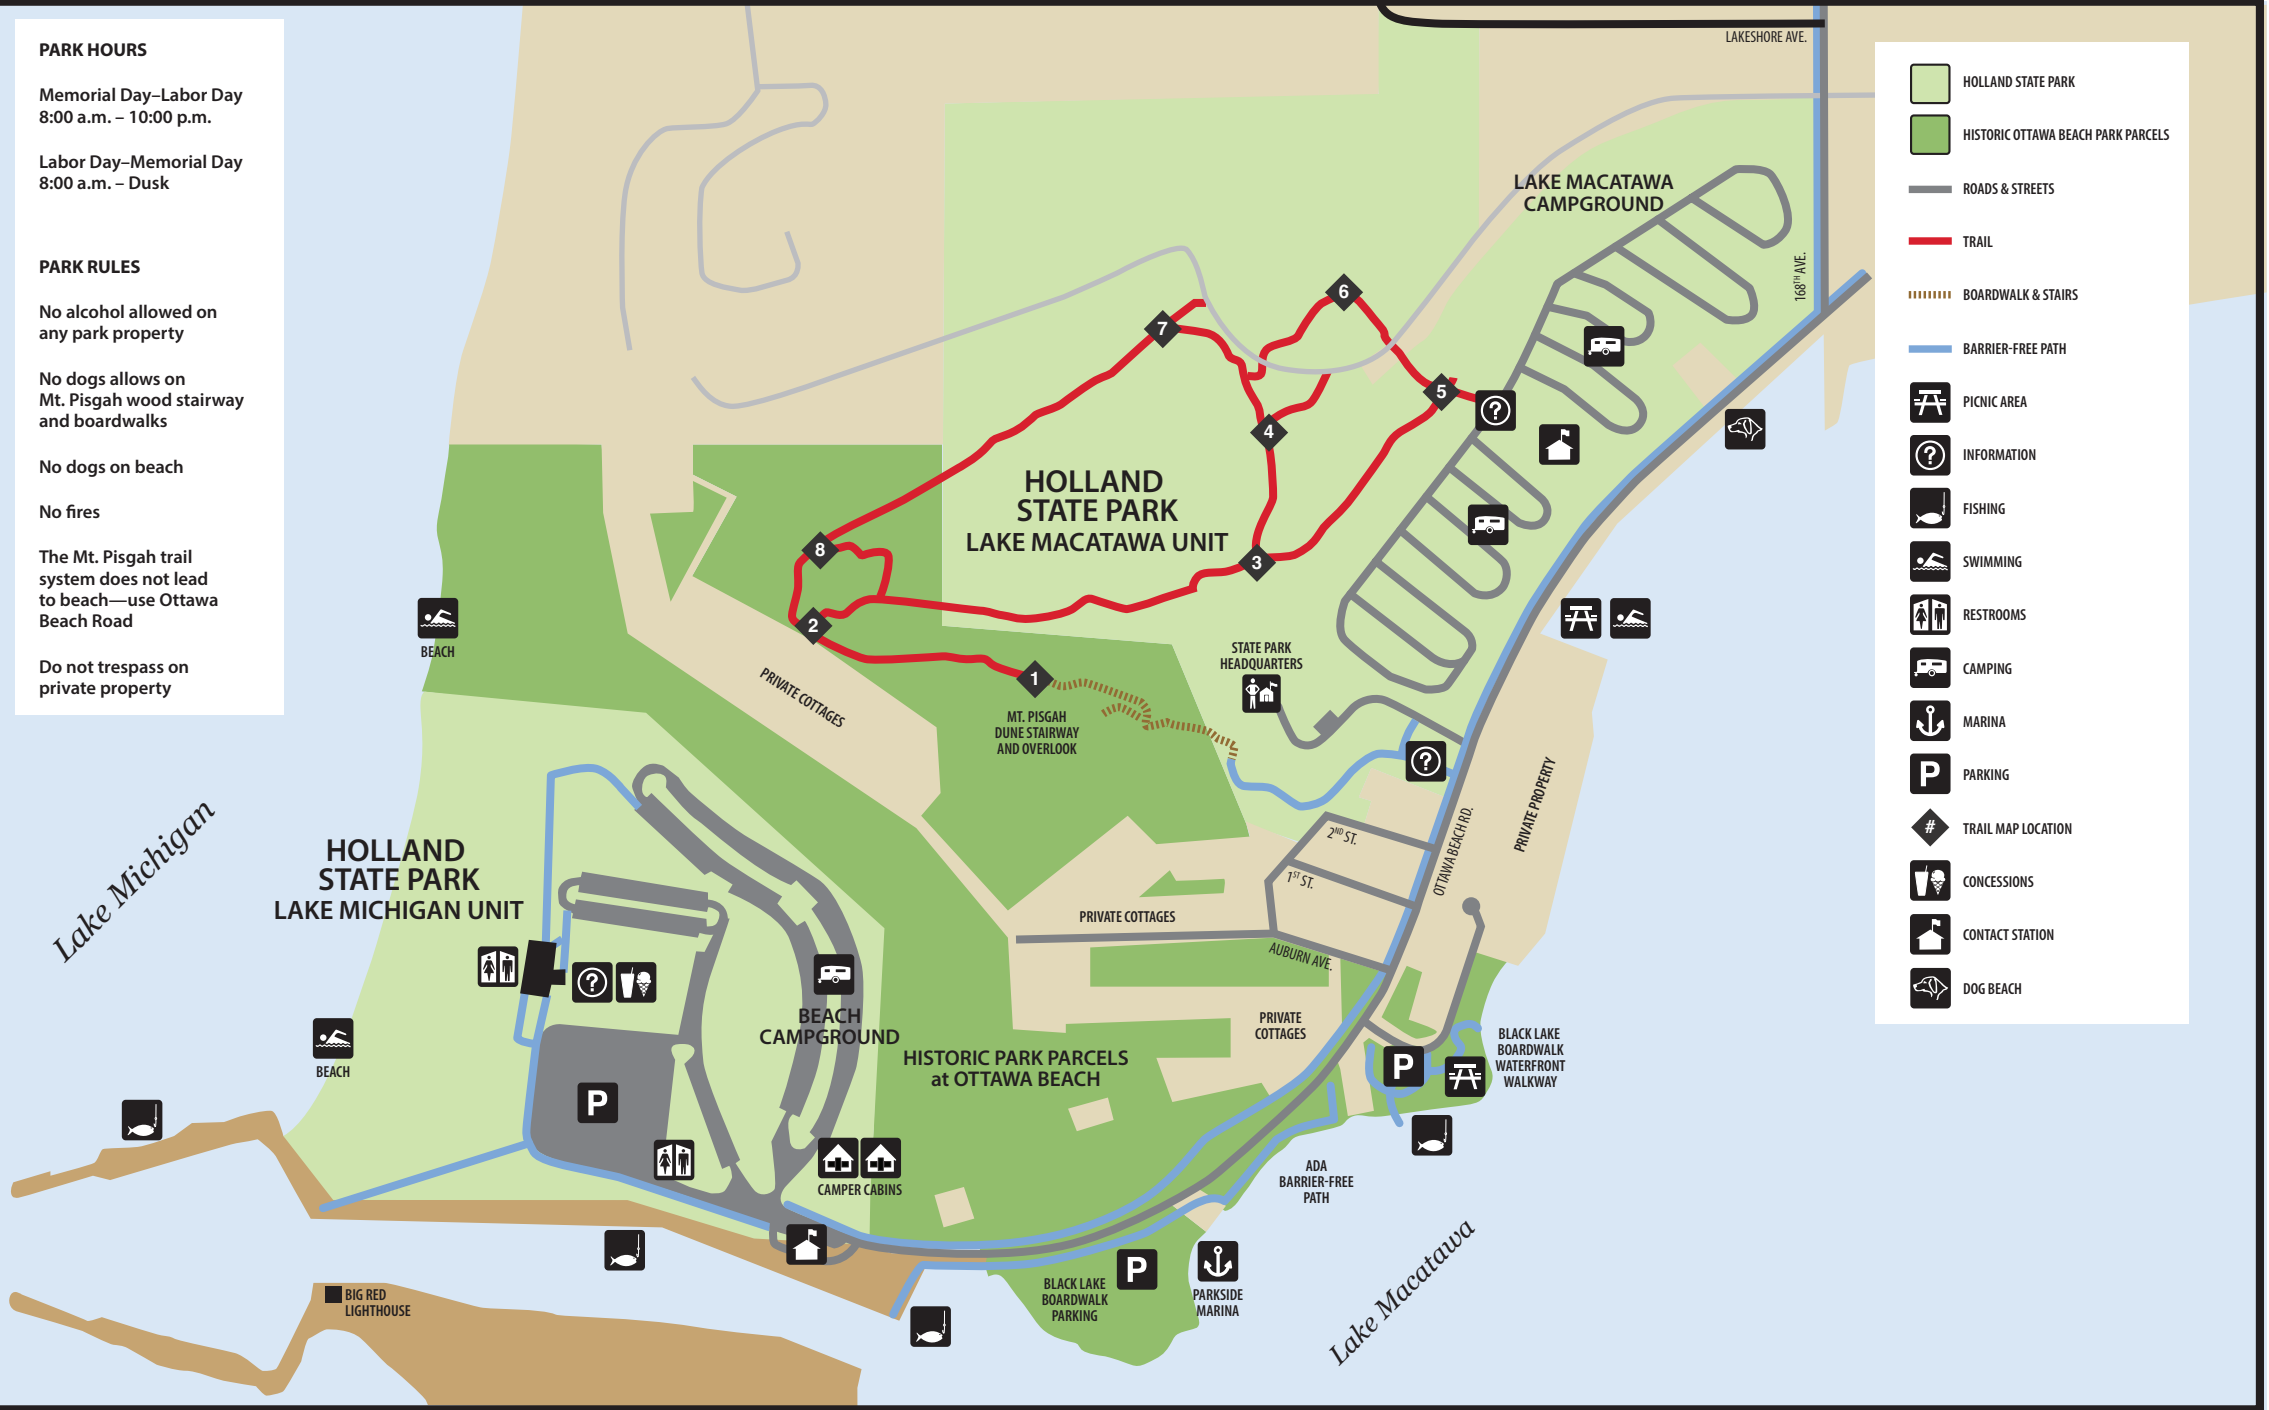 PARK HOURS
Memorial Day–Labor Day
8:00 a.m. – 10:00 p.m.
Labor Day–Memorial Day
8:00 a.m. – Dusk
PARK RULES
No alcohol allowed on
any park property
No dogs allows on
Mt. Pisgah wood stairway
and boardwalks
No dogs on beach
No fires
The Mt. Pisgah trail
system does not lead
to beach—use Ottawa
Beach Road
Do not trespass on
private property
LAKESHORE AVE.
LAKE MACATAWA
CAMPGROUND
168TH AVE.
6
7
5
?
4
HOLLAND
STATE PARK
LAKE MACATAWA UNIT
8
3
2
1
BEACH
PRIVATE COTTAGES
MT. PISGAH
DUNE STAIRWAY
AND OVERLOOK
STATE PARK
HEADQUARTERS
?
PRIVATE PROPERTY
OTTAWA BEACH RD.
2ND ST.
1ST ST.
Lake Michigan
HOLLAND
STATE PARK
LAKE MICHIGAN UNIT
PRIVATE COTTAGES
AUBURN AVE.
?
BEACH
CAMPGROUND
PRIVATE
COTTAGES
HISTORIC PARK PARCELS
at OTTAWA BEACH
BEACH
P
P
BLACK LAKE
BOARDWALK
WATERFRONT
WALKWAY
CAMPER CABINS
ADA
BARRIER-FREE
PATH
BIG RED
LIGHTHOUSE
BLACK LAKE
BOARDWALK
PARKING
P
PARKSIDE
MARINA
Lake Macatawa
HOLLAND STATE PARK
HISTORIC OTTAWA BEACH PARK PARCELS
ROADS & STREETS
TRAIL
BOARDWALK & STAIRS
BARRIER-FREE PATH
PICNIC AREA
? INFORMATION
FISHING
SWIMMING
RESTROOMS
CAMPING
MARINA
P PARKING
# TRAIL MAP LOCATION
CONCESSIONS
CONTACT STATION
DOG BEACH